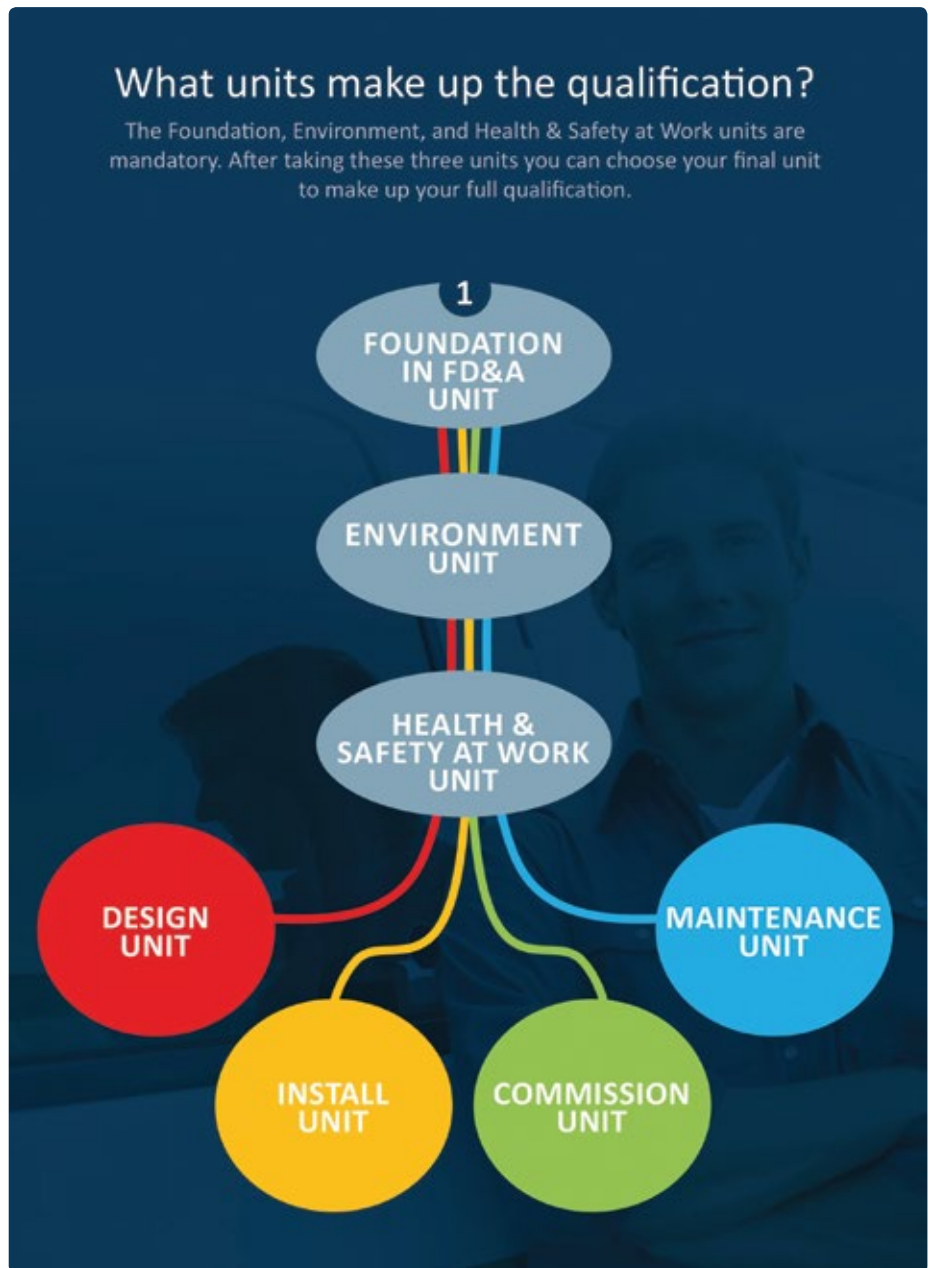 What units make up the qualification?
The Foundation, Environment, and Health & Safety at Work units are
mandatory. After taking these three units you can choose your final unit
to make up your full qualification.
1
FOUNDATION
IN FD&A
UNIT
ENVIRONMENT
UNIT
HEALTH &
SAFETY AT WORK
UNIT
DESIGN
UNIT
MAINTENANCE
UNIT
INSTALL
UNIT
COMMISSION
UNIT